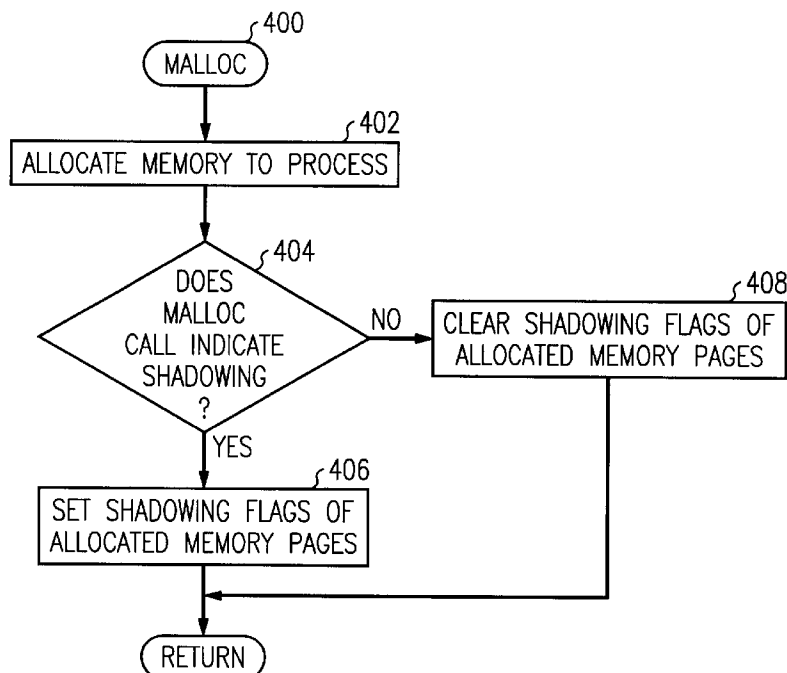 400
MALLOC
402
ALLOCATE MEMORY TO PROCESS
404
DOES
MALLOC
CALL INDICATE
SHADOWING
?
NO
408
CLEAR SHADOWING FLAGS OF
ALLOCATED MEMORY PAGES
YES
406
SET SHADOWING FLAGS OF
ALLOCATED MEMORY PAGES
RETURN